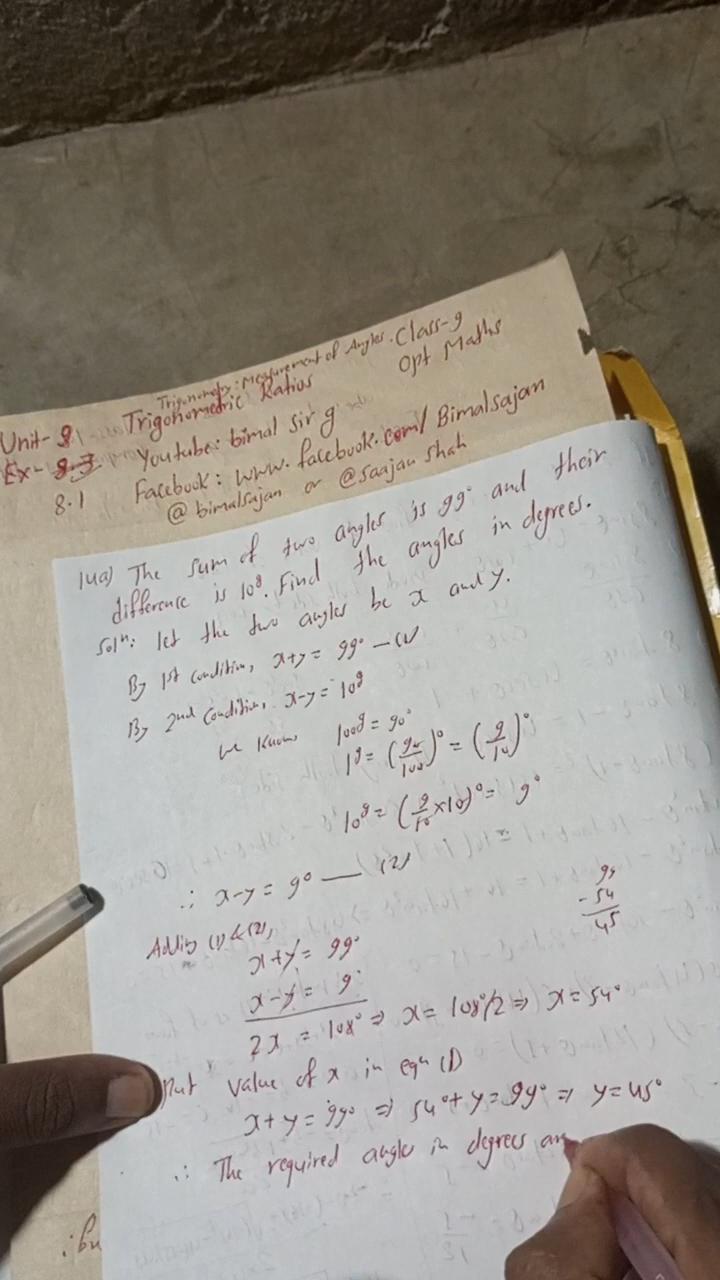 Trigonometry: Measurement of Angles. Class-9
Unit-8 Trigonometric Ratios Opt Maths
Ex- 8.3 Youtube: bimal sir g
8.1 Facebook: www.facebook.com/Bimalsajan
@bimalsajan or @saajan shah
14a) The sum of two angles is 99° and their
difference is 10g. Find the angles in degrees.
Soln: let the two angles be x and y.
By 1st condition, x+y = 99° —(1)
By 2nd condition, x-y = 10g
we know, 100g = 90°
1g = (90/100)° = (9/10)°
10g = (9/10×10)° = 9°
∴ x-y = 9° — (2)
Adding (1) & (2),
x+y = 99°
x-y = 9°
2x = 108° ⇒ x = 108°/2 ⇒ x = 54°
99
-54
45
Put value of x in eqn (1)
x+y = 99° ⇒ 54°+y = 99° ⇒ y = 45°
∴ The required angles in degrees are